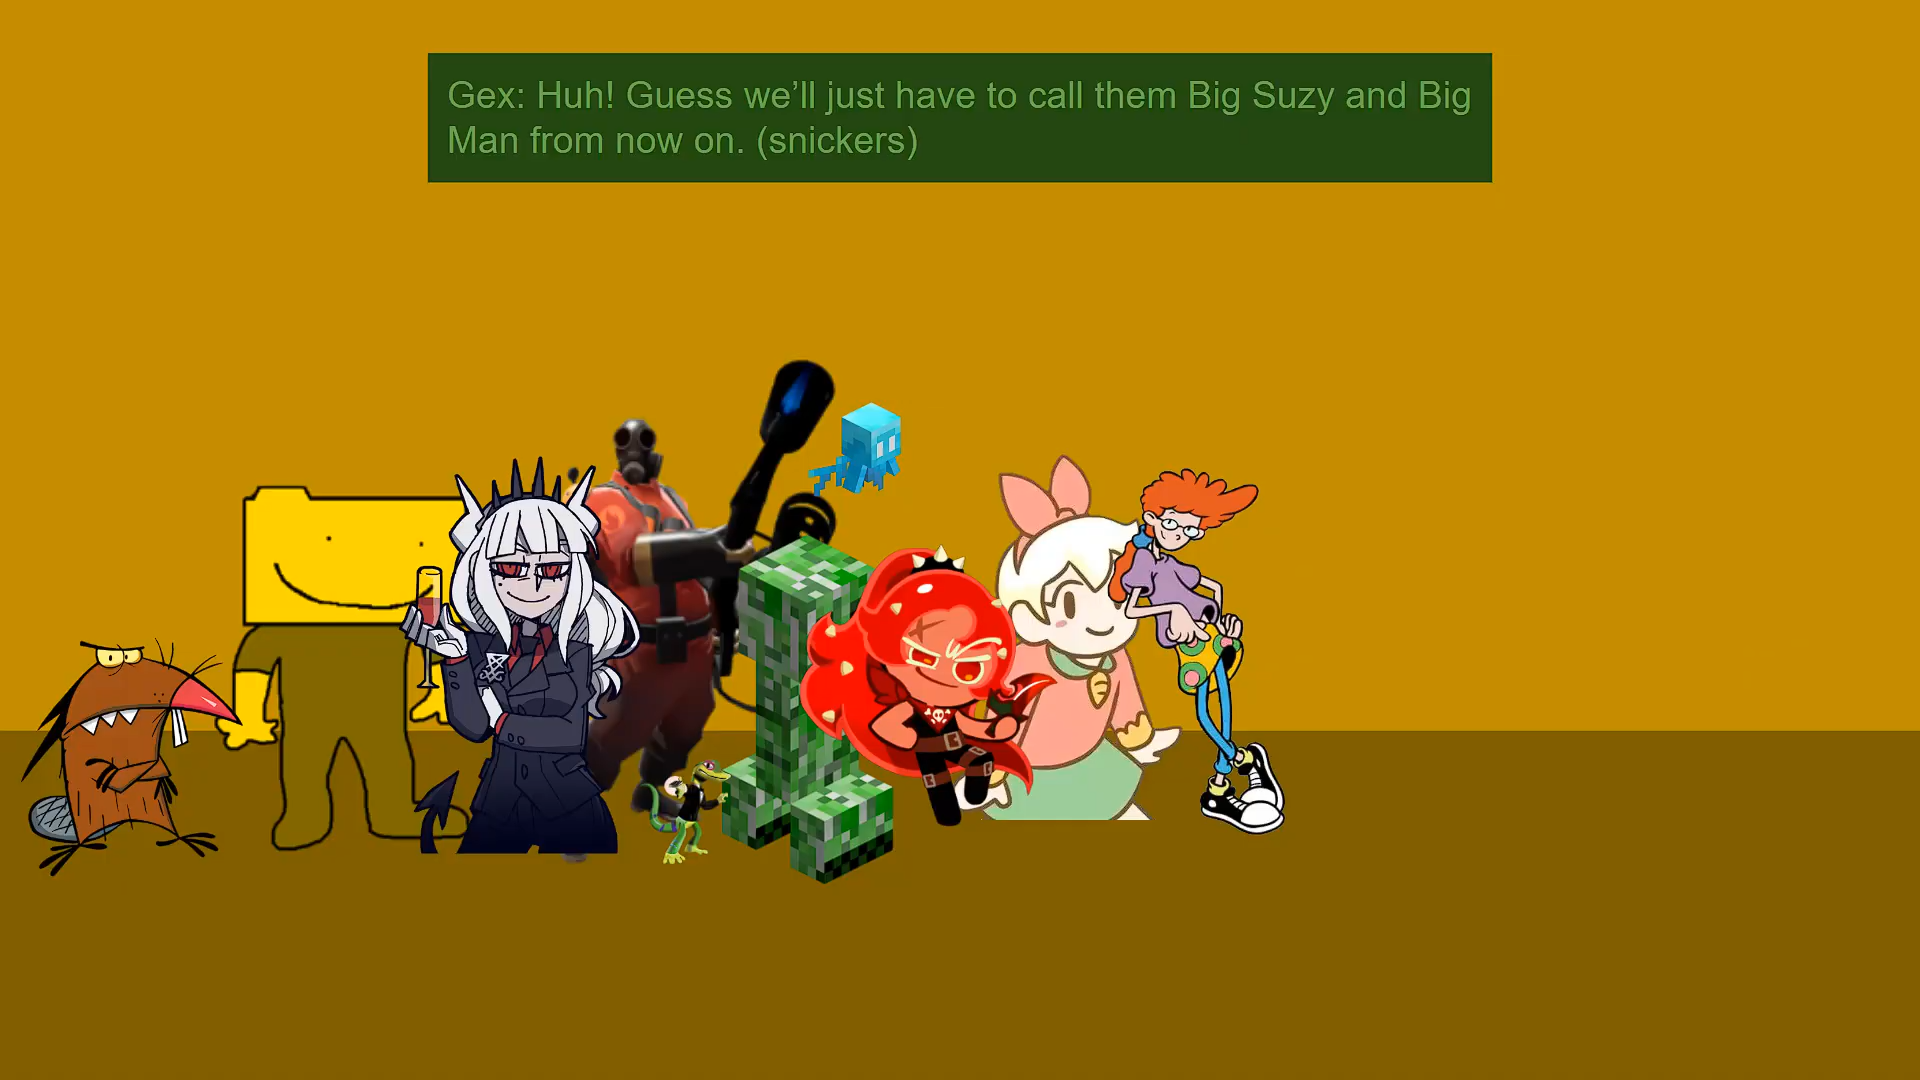 Gex: Huh! Guess we’ll just have to call them Big Suzy and Big
Man from now on. (snickers)